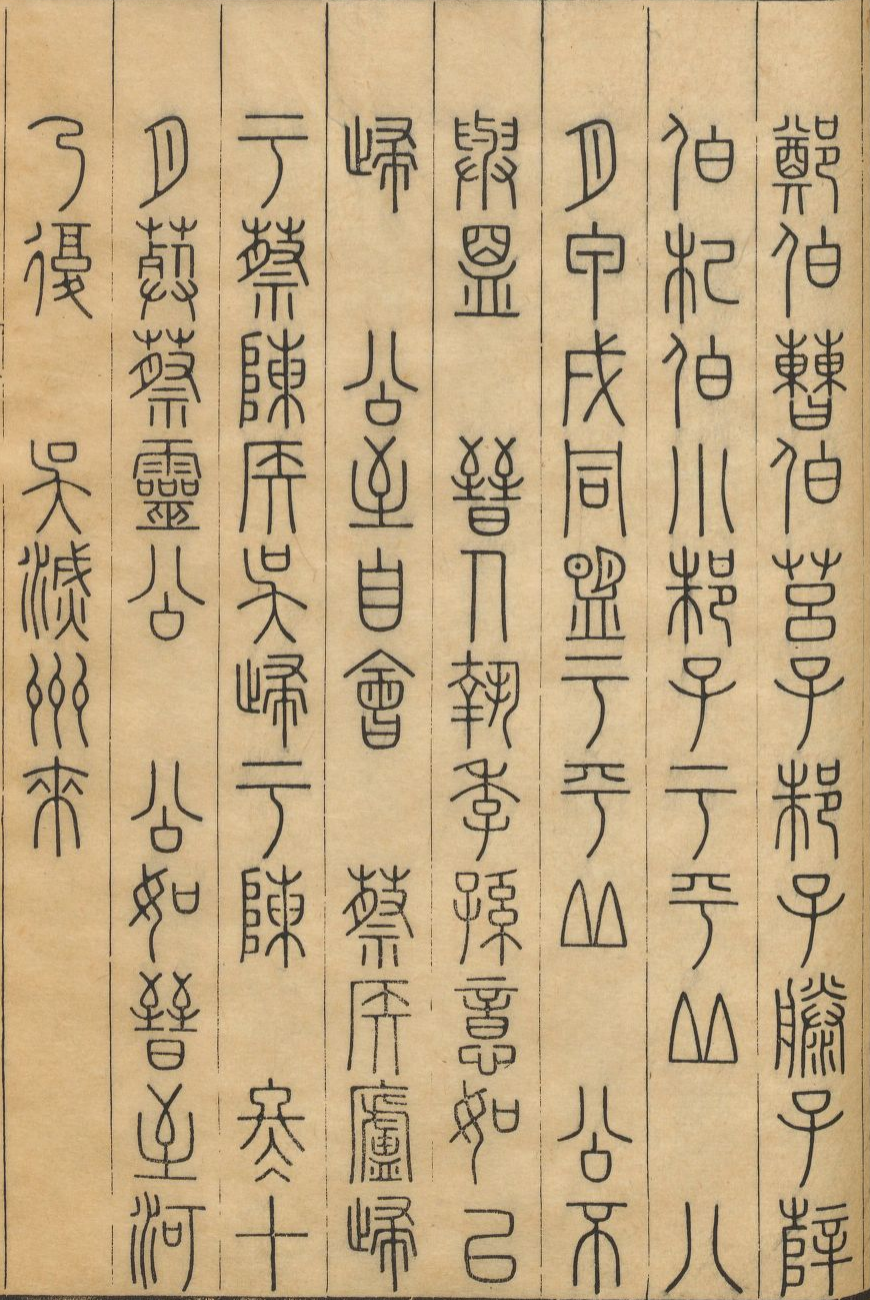 鄭伯曹伯莒子邾子滕子薛
伯杞伯小邾子于平丘　八
月甲戌同盟于平丘　公不
與盟　晉人執季孫意如以
歸　公至自會　蔡侯廬歸
于蔡陳侯吳歸于陳　冬十
月葬蔡靈公　公如晉至河
乃復　吳滅州來